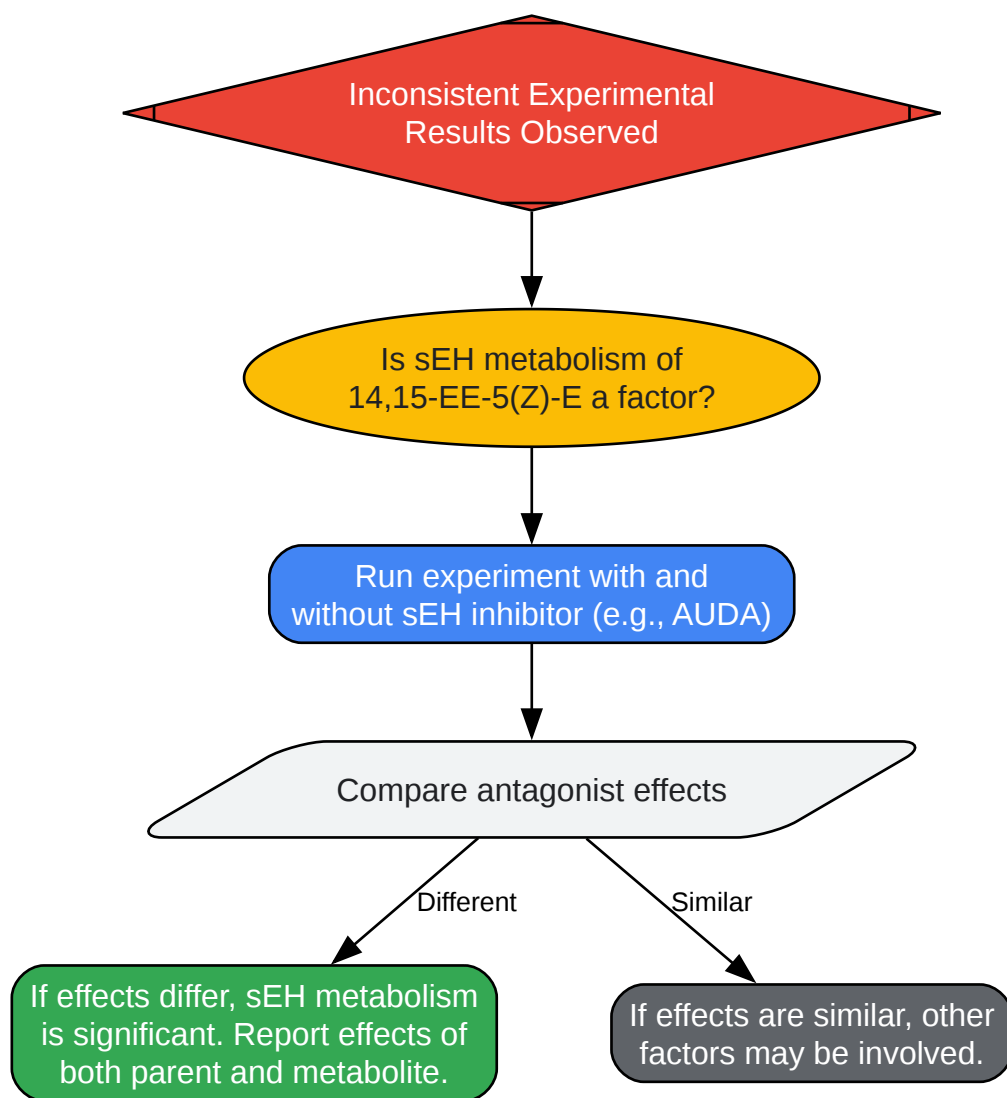 Inconsistent Experimental
Results Observed
Is sEH metabolism of
14,15-EE-5(Z)-E a factor?
Run experiment with and
without sEH inhibitor (e.g., AUDA)
Compare antagonist effects
Different
Similar
If effects differ, sEH metabolism
is significant. Report effects of
both parent and metabolite.
If effects are similar, other
factors may be involved.